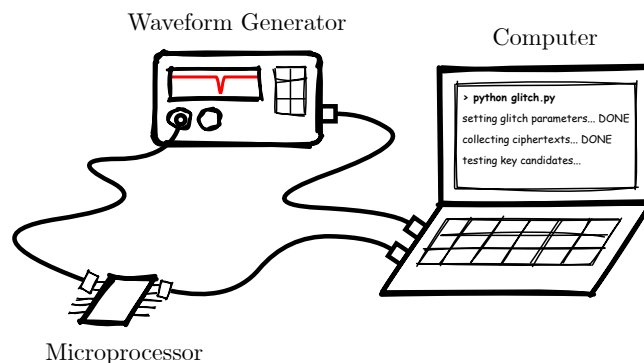 Waveform Generator
Computer
> python glitch.py
setting glitch parameters... DONE
collecting ciphertexts... DONE
testing key candidates...
Microprocessor